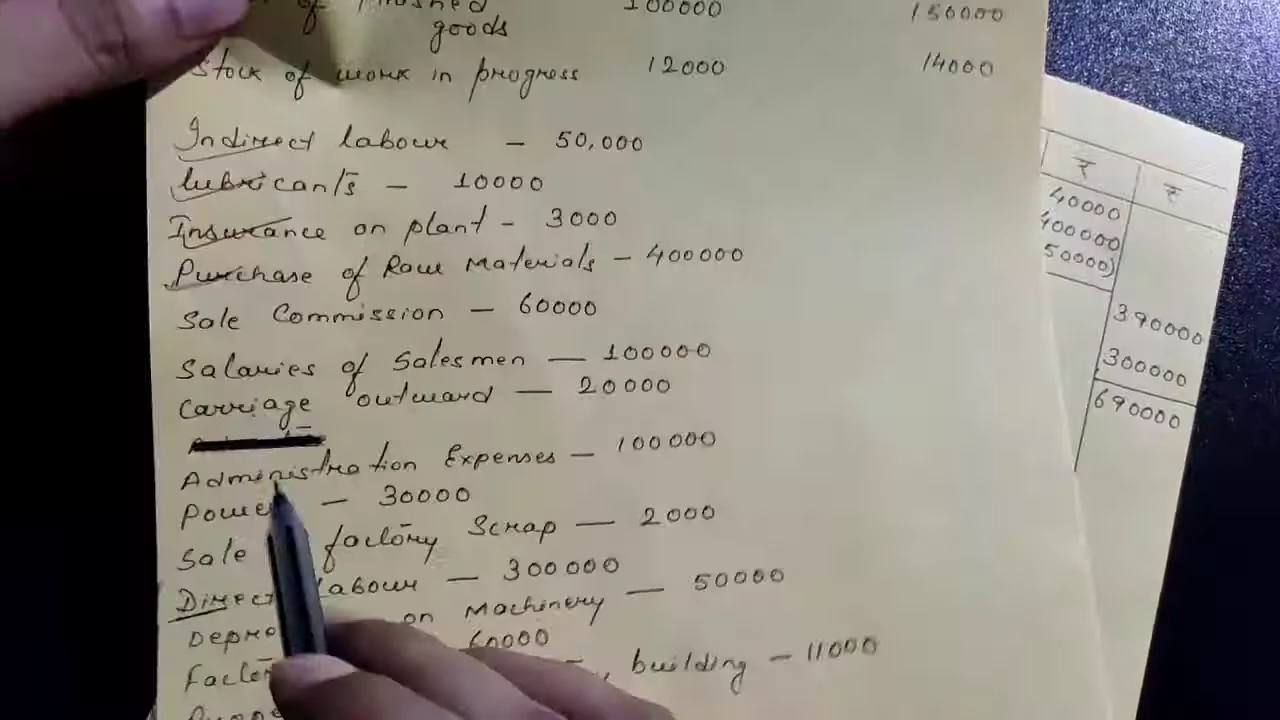 of finished 100000 150000
goods
Stock of work in progress 12000 14000
Indirect labour - 50,000
lubricants - 10000
Insurance on plant - 3000
Purchase of Raw Materials - 400000
Sale Commission - 60000
Salaries of Salesmen - 100000
Carriage outward - 20000
Administration Expenses - 100000
Power - 30000
Sale factory Scrap - 2000
Direct labour - 300000
on Machinery - 50000
60000
building - 11000
₹ ₹
40000
400000
50000)
390000
300000
690000